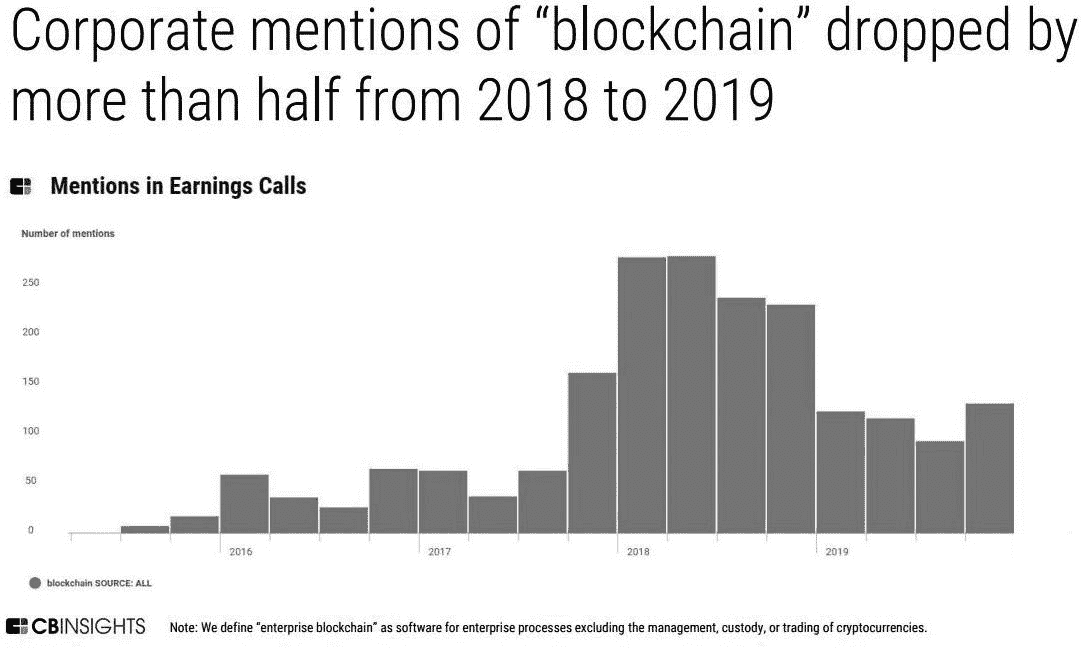 Corporate mentions of “blockchain” dropped by
more than half from 2018 to 2019
Mentions in Earnings Calls
Number of mentions
250
200
150
100
50
0
2016 2017 2018 2019
blockchain SOURCE: ALL
CBINSIGHTS Note: We define “enterprise blockchain” as software for enterprise processes excluding the management, custody, or trading of cryptocurrencies.